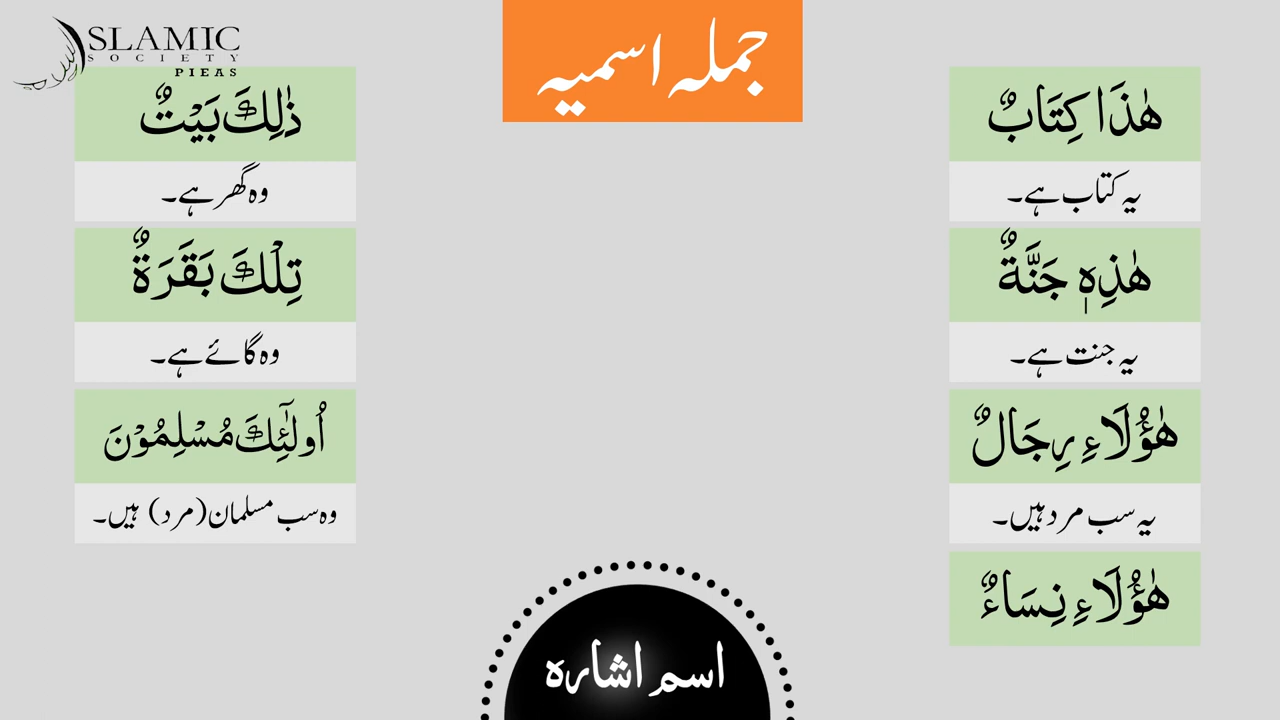 جملہ اسمیہ
هٰذَا كِتَابٌ
یہ کتاب ہے۔
هٰذِهٖ جَنَّةٌ
یہ جنت ہے۔
هٰؤُلَاءِ رِجَالٌ
یہ سب مرد ہیں۔
هٰؤُلَاءِ نِسَاءٌ
ISLAMIC
SOCIETY
PIEAS
ذٰلِكَ بَيْتٌ
وہ گھر ہے۔
تِلْكَ بَقَرَةٌ
وہ گائے ہے۔
اُولٰٓئِكَ مُسْلِمُوْنَ
وہ سب مسلمان (مرد) ہیں۔
اسم اشارہ